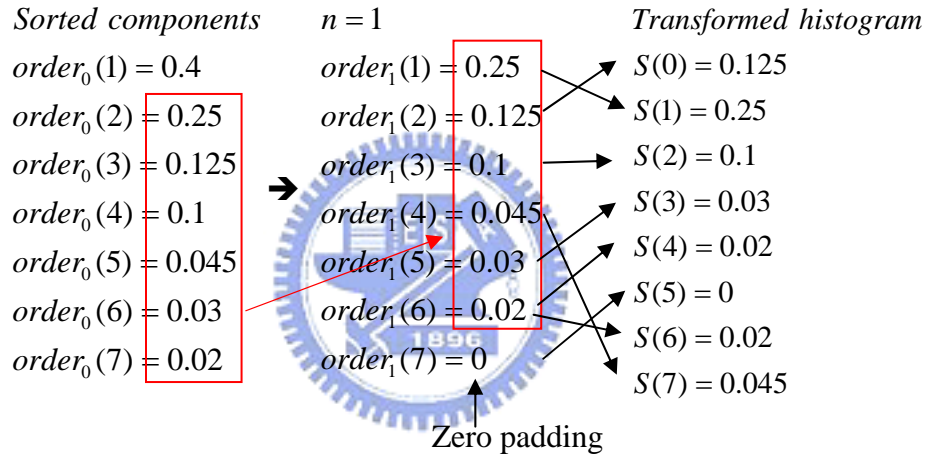 Sorted components
order₀(1) = 0.4
order₀(2) = 0.25
order₀(3) = 0.125
order₀(4) = 0.1
order₀(5) = 0.045
order₀(6) = 0.03
order₀(7) = 0.02
➔
n = 1
order₁(1) = 0.25
order₁(2) = 0.125
order₁(3) = 0.1
order₁(4) = 0.045
order₁(5) = 0.03
order₁(6) = 0.02
order₁(7) = 0
Zero padding
Transformed histogram
S(0) = 0.125
S(1) = 0.25
S(2) = 0.1
S(3) = 0.03
S(4) = 0.02
S(5) = 0
S(6) = 0.02
S(7) = 0.045
1896